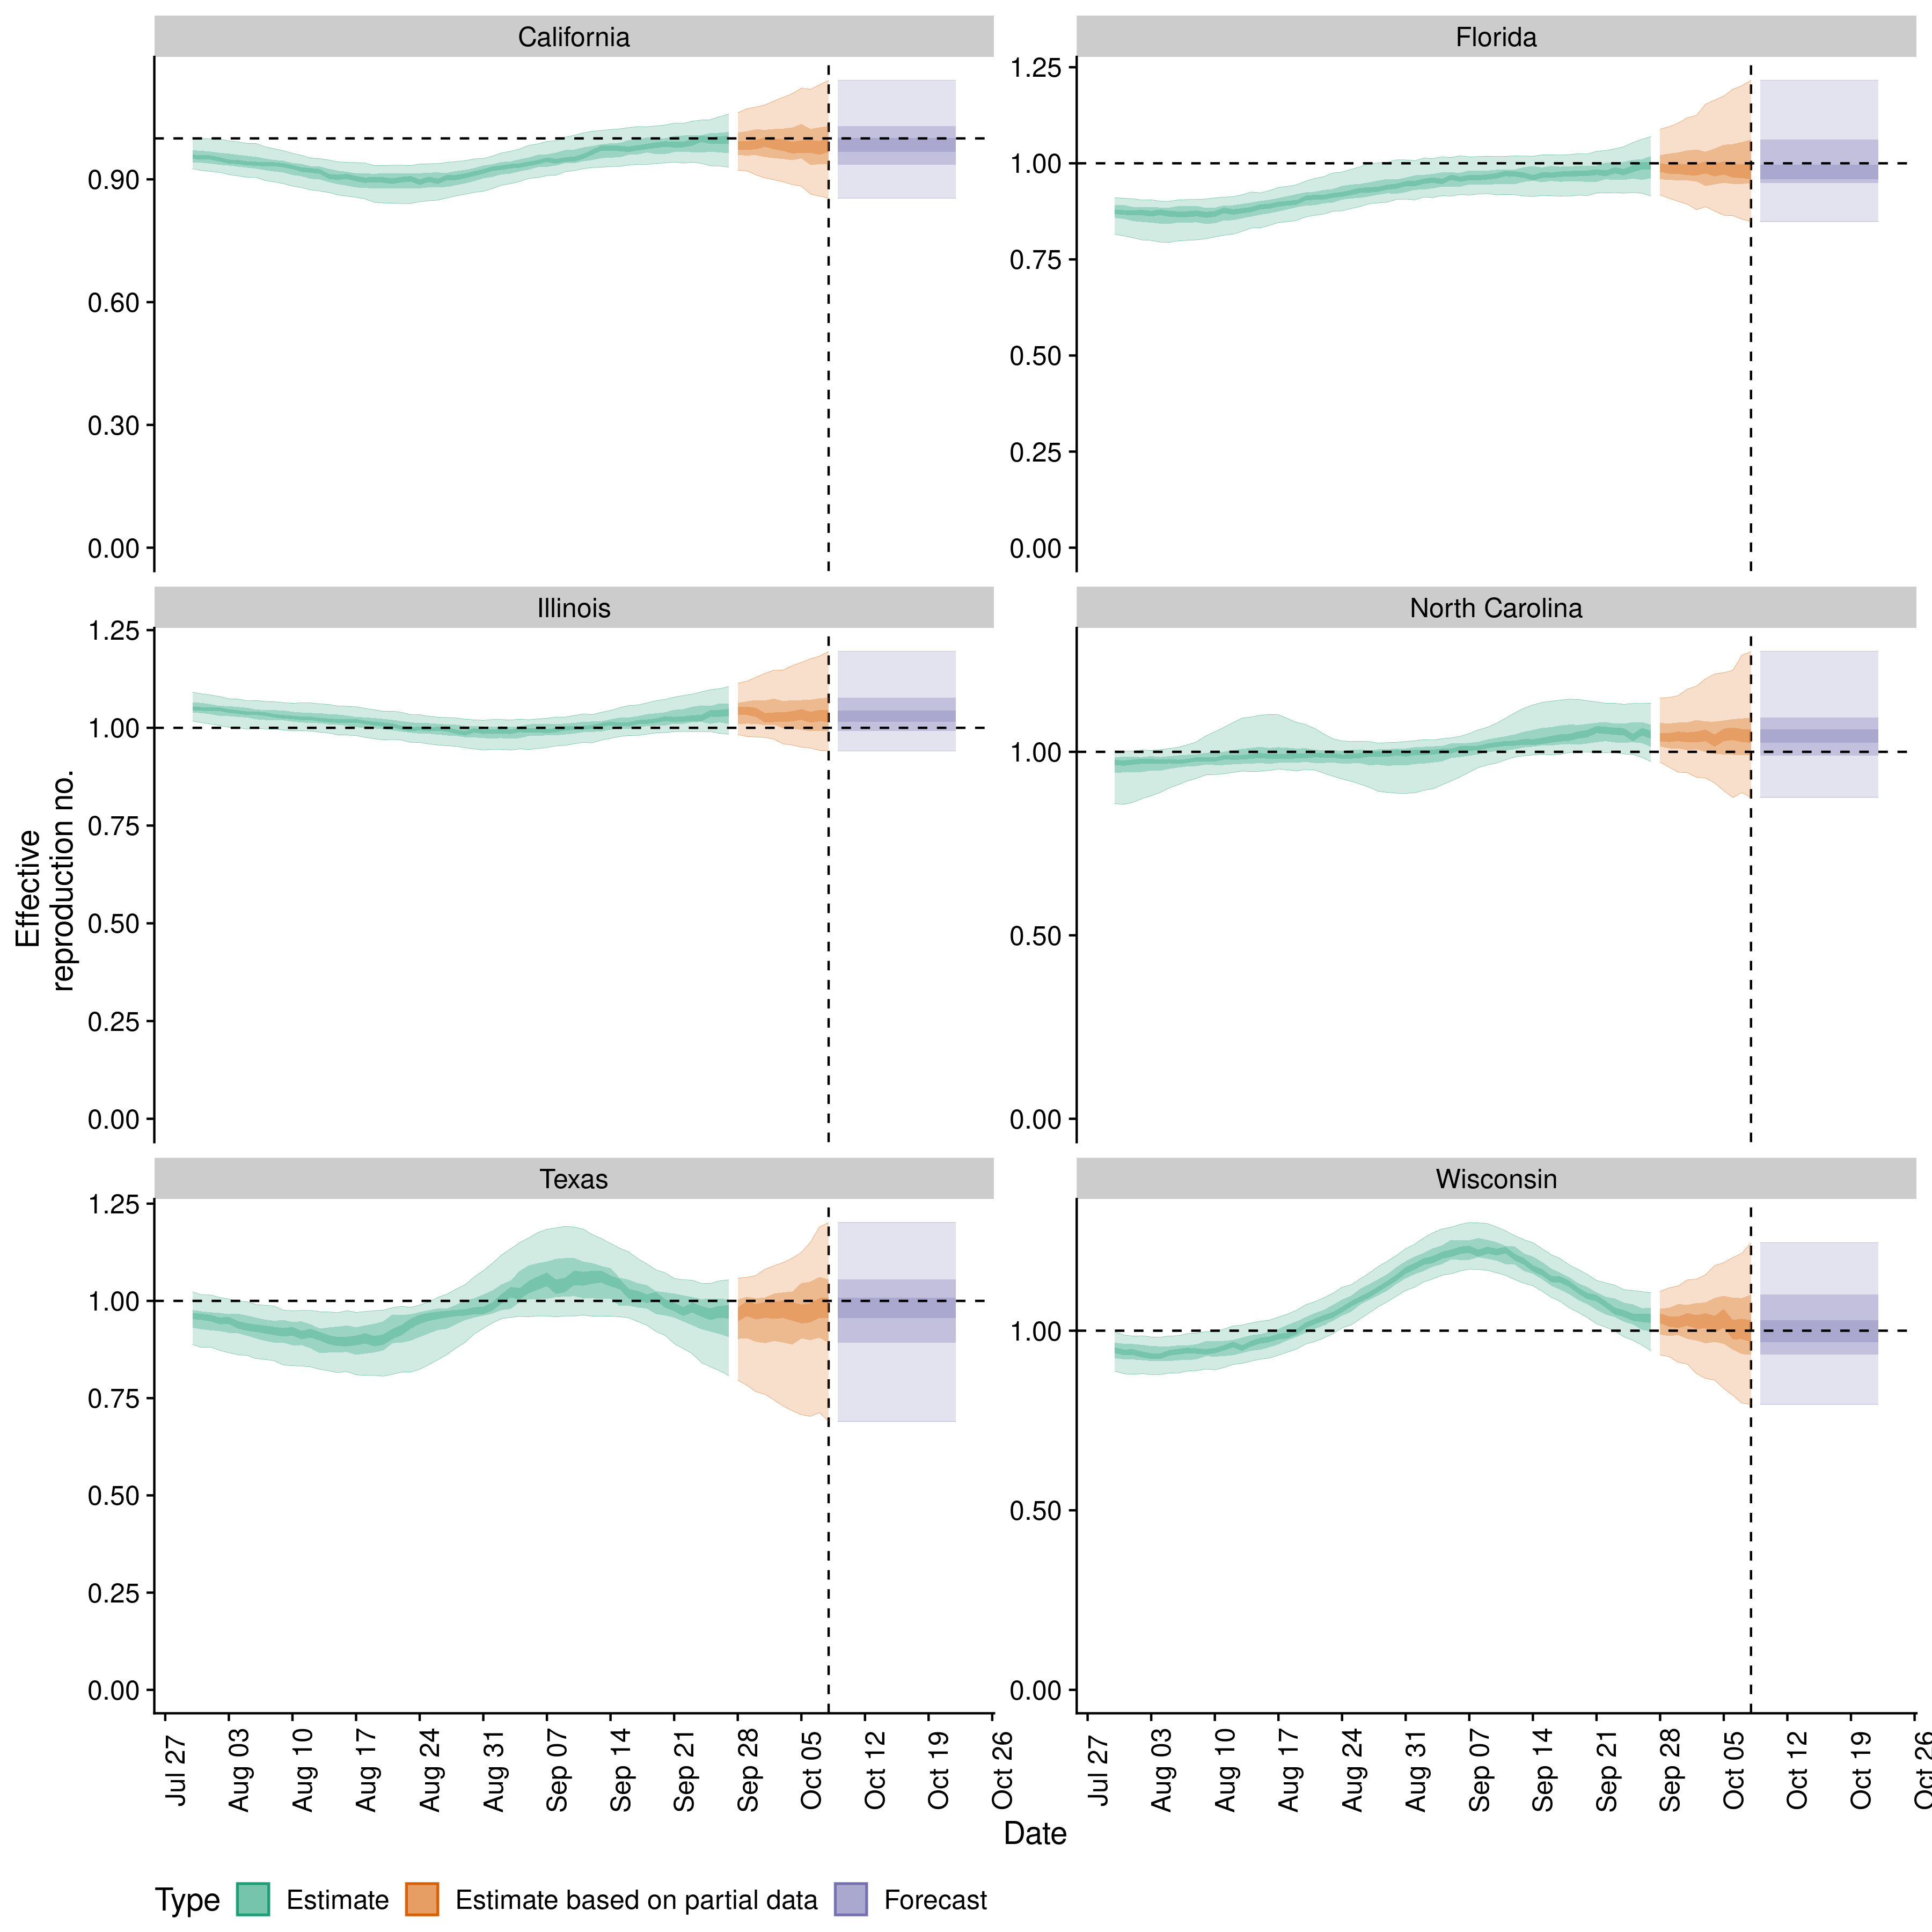 California
Florida
0.90
0.60
0.30
0.00
1.25
1.00
0.75
0.50
0.25
0.00
Illinois
North Carolina
1.25
1.00
0.75
0.50
0.25
0.00
1.00
0.50
0.00
Effective
reproduction no.
Texas
Wisconsin
1.25
1.00
0.75
0.50
0.25
0.00
1.00
0.50
0.00
Jul 27
Aug 03
Aug 10
Aug 17
Aug 24
Aug 31
Sep 07
Sep 14
Sep 21
Sep 28
Oct 05
Oct 12
Oct 19
Oct 26
Jul 27
Aug 03
Aug 10
Aug 17
Aug 24
Aug 31
Sep 07
Sep 14
Sep 21
Sep 28
Oct 05
Oct 12
Oct 19
Oct 26
Date
Type Estimate Estimate based on partial data Forecast